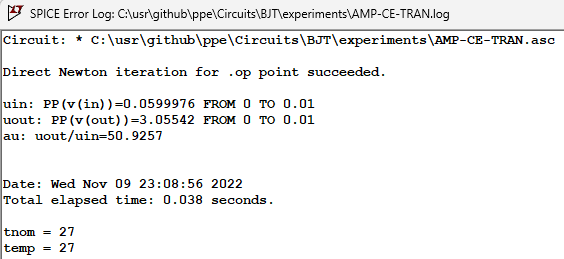 SPICE Error Log: C:\usr\github\ppe\Circuits\BJT\experiments\AMP-CE-TRAN.log
Circuit: * C:\usr\github\ppe\Circuits\BJT\experiments\AMP-CE-TRAN.asc
Direct Newton iteration for .op point succeeded.
uin: PP(v(in))=0.0599976 FROM 0 TO 0.01
uout: PP(v(out))=3.05542 FROM 0 TO 0.01
au: uout/uin=50.9257
Date: Wed Nov 09 23:08:56 2022
Total elapsed time: 0.038 seconds.
tnom = 27
temp = 27